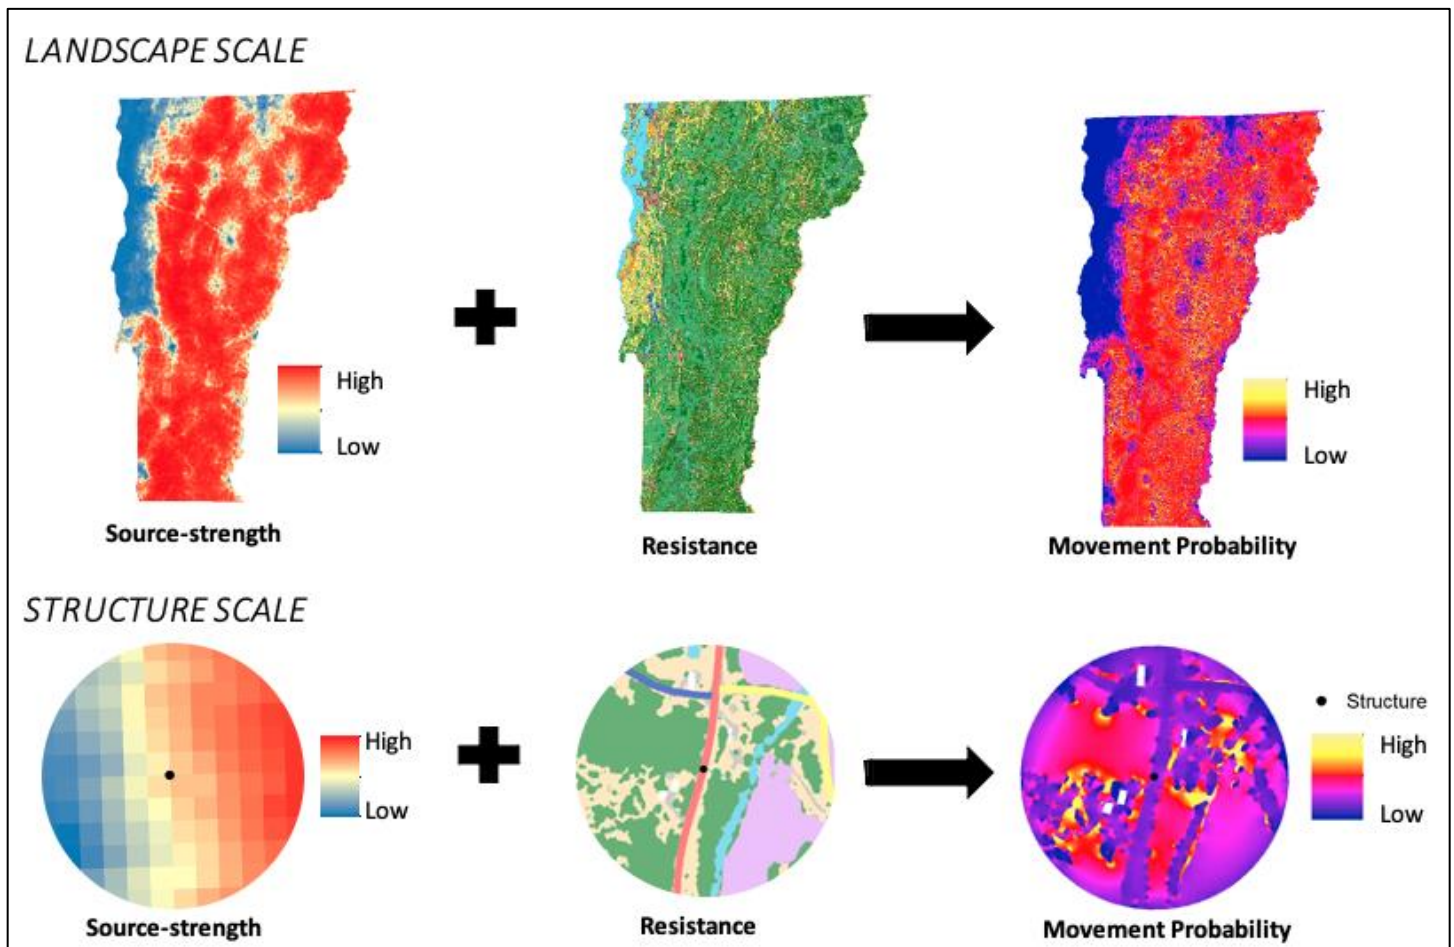 LANDSCAPE SCALE
High
Low
Source-strength
Resistance
High
Low
Movement Probability
STRUCTURE SCALE
High
Low
Source-strength
Resistance
Structure
High
Low
Movement Probability